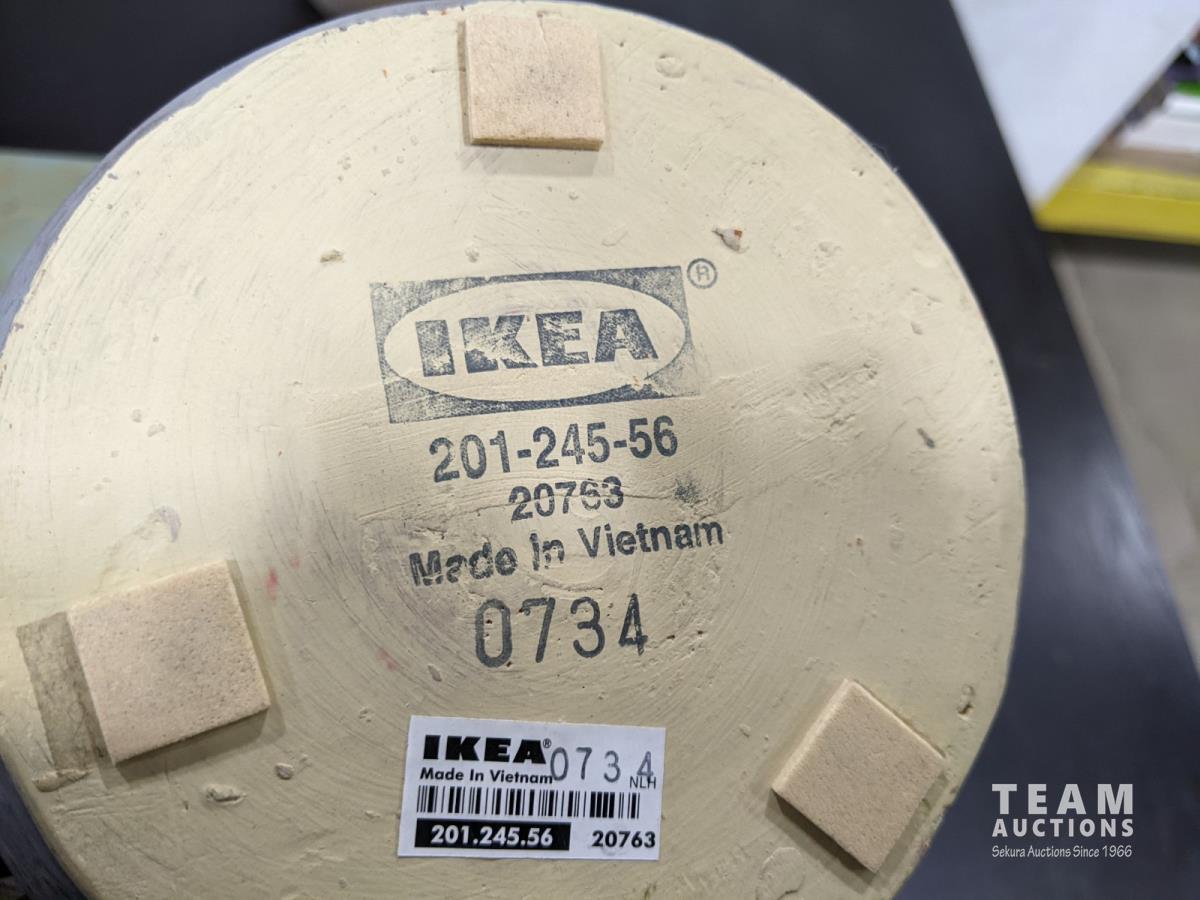 IKEA®
201-245-56
20763
Made In Vietnam
0734
IKEA® 0734
Made In Vietnam NLH
201.245.56 20763
TEAM
AUCTIONS
Sekura Auctions Since 1966